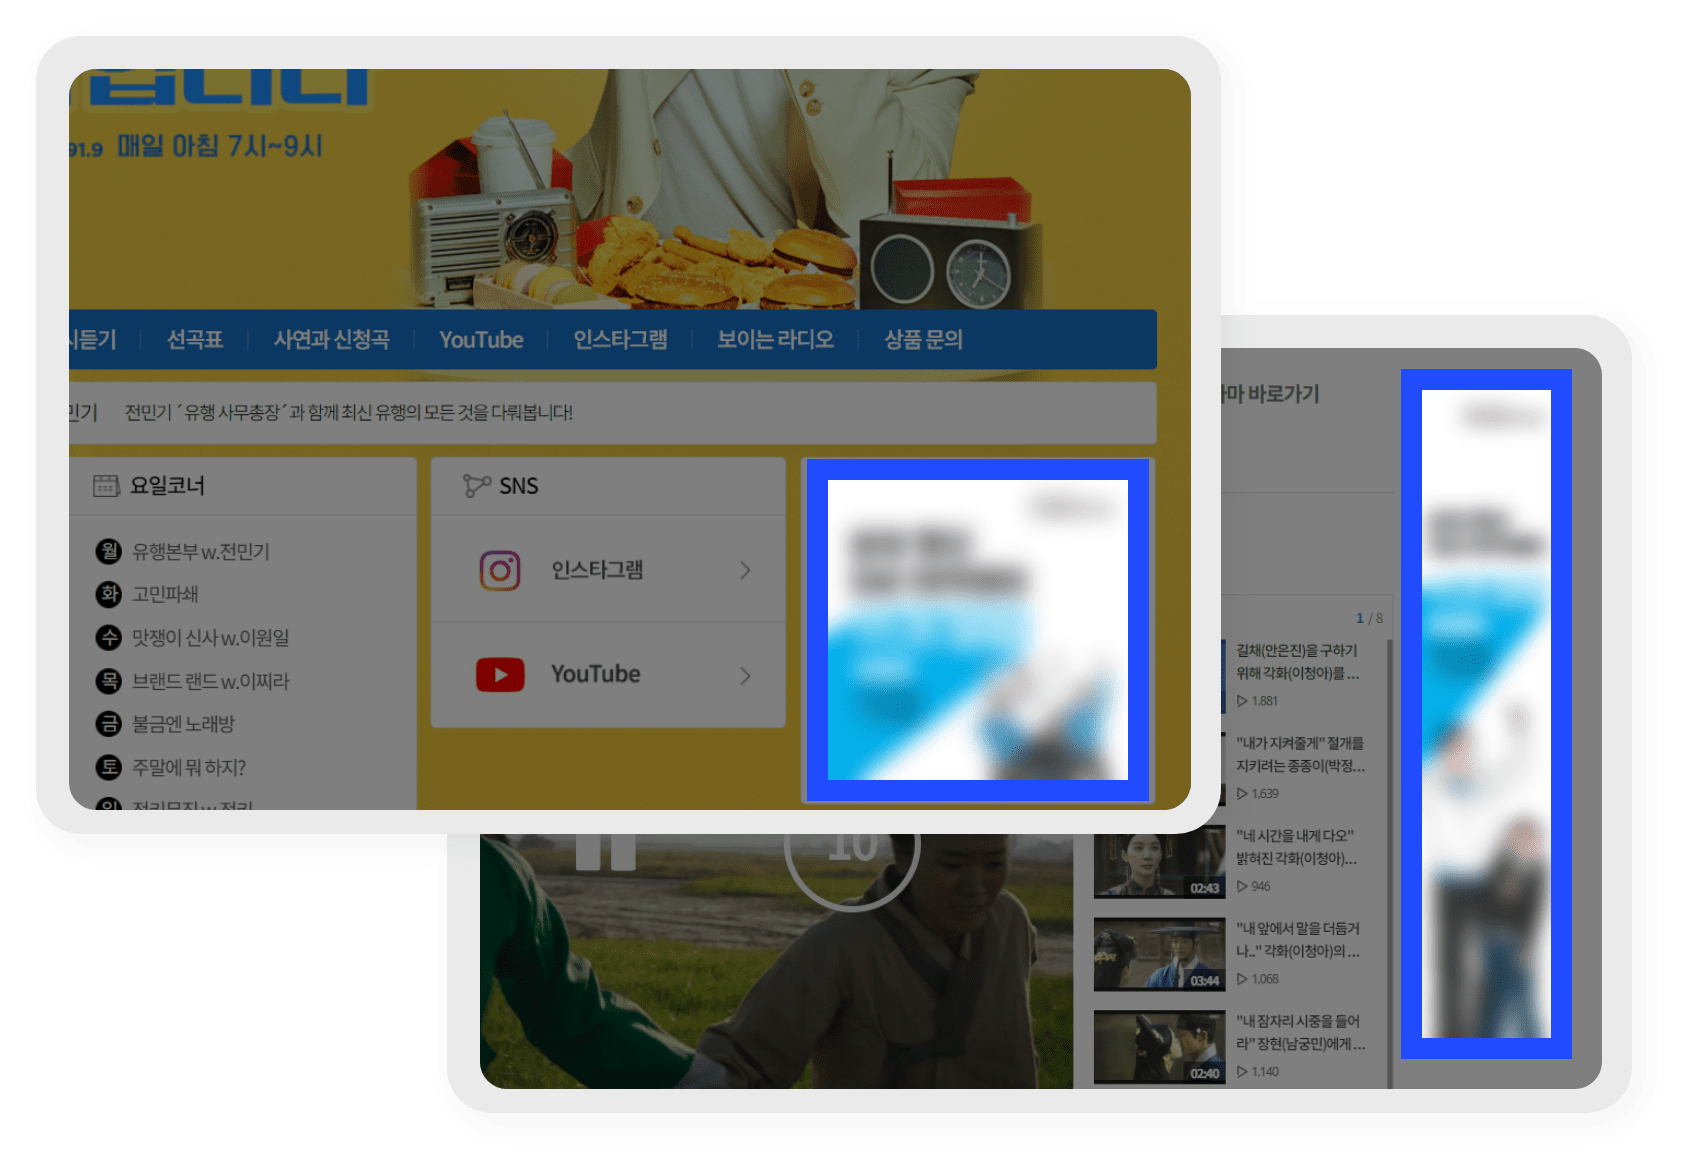 91.9 매일 아침 7시~9시
선곡표
사연과 신청곡
YouTube
인스타그램
보이는 라디오
상품 문의
전민기 ´유행 사무총장´과 함께 최신 유행의 모든 것을 다뤄봅니다!
요일코너
월 유행본부 w.전민기
화 고민파쇄
수 맛쟁이 신사 w.이원일
목 브랜드 랜드 w.이찌라
금 불금엔 노래방
토 주말에 뭐 하지?
SNS
인스타그램
YouTube
바로가기
1 / 8
길채(안은진)을 구하기
위해 각화(이청아)를 ...
1,881
"내가 지켜줄게" 절개를
지키려는 종종이(박정...
1,639
"네 시간을 내게 다오"
밝혀진 각화(이청아)...
946
02:43
"내 앞에서 말을 더듬거
나.." 각화(이청아)의 ...
1,068
03:44
"내 잠자리 시중을 들어
라" 장현(남궁민)에게 ...
1,140
02:40
10